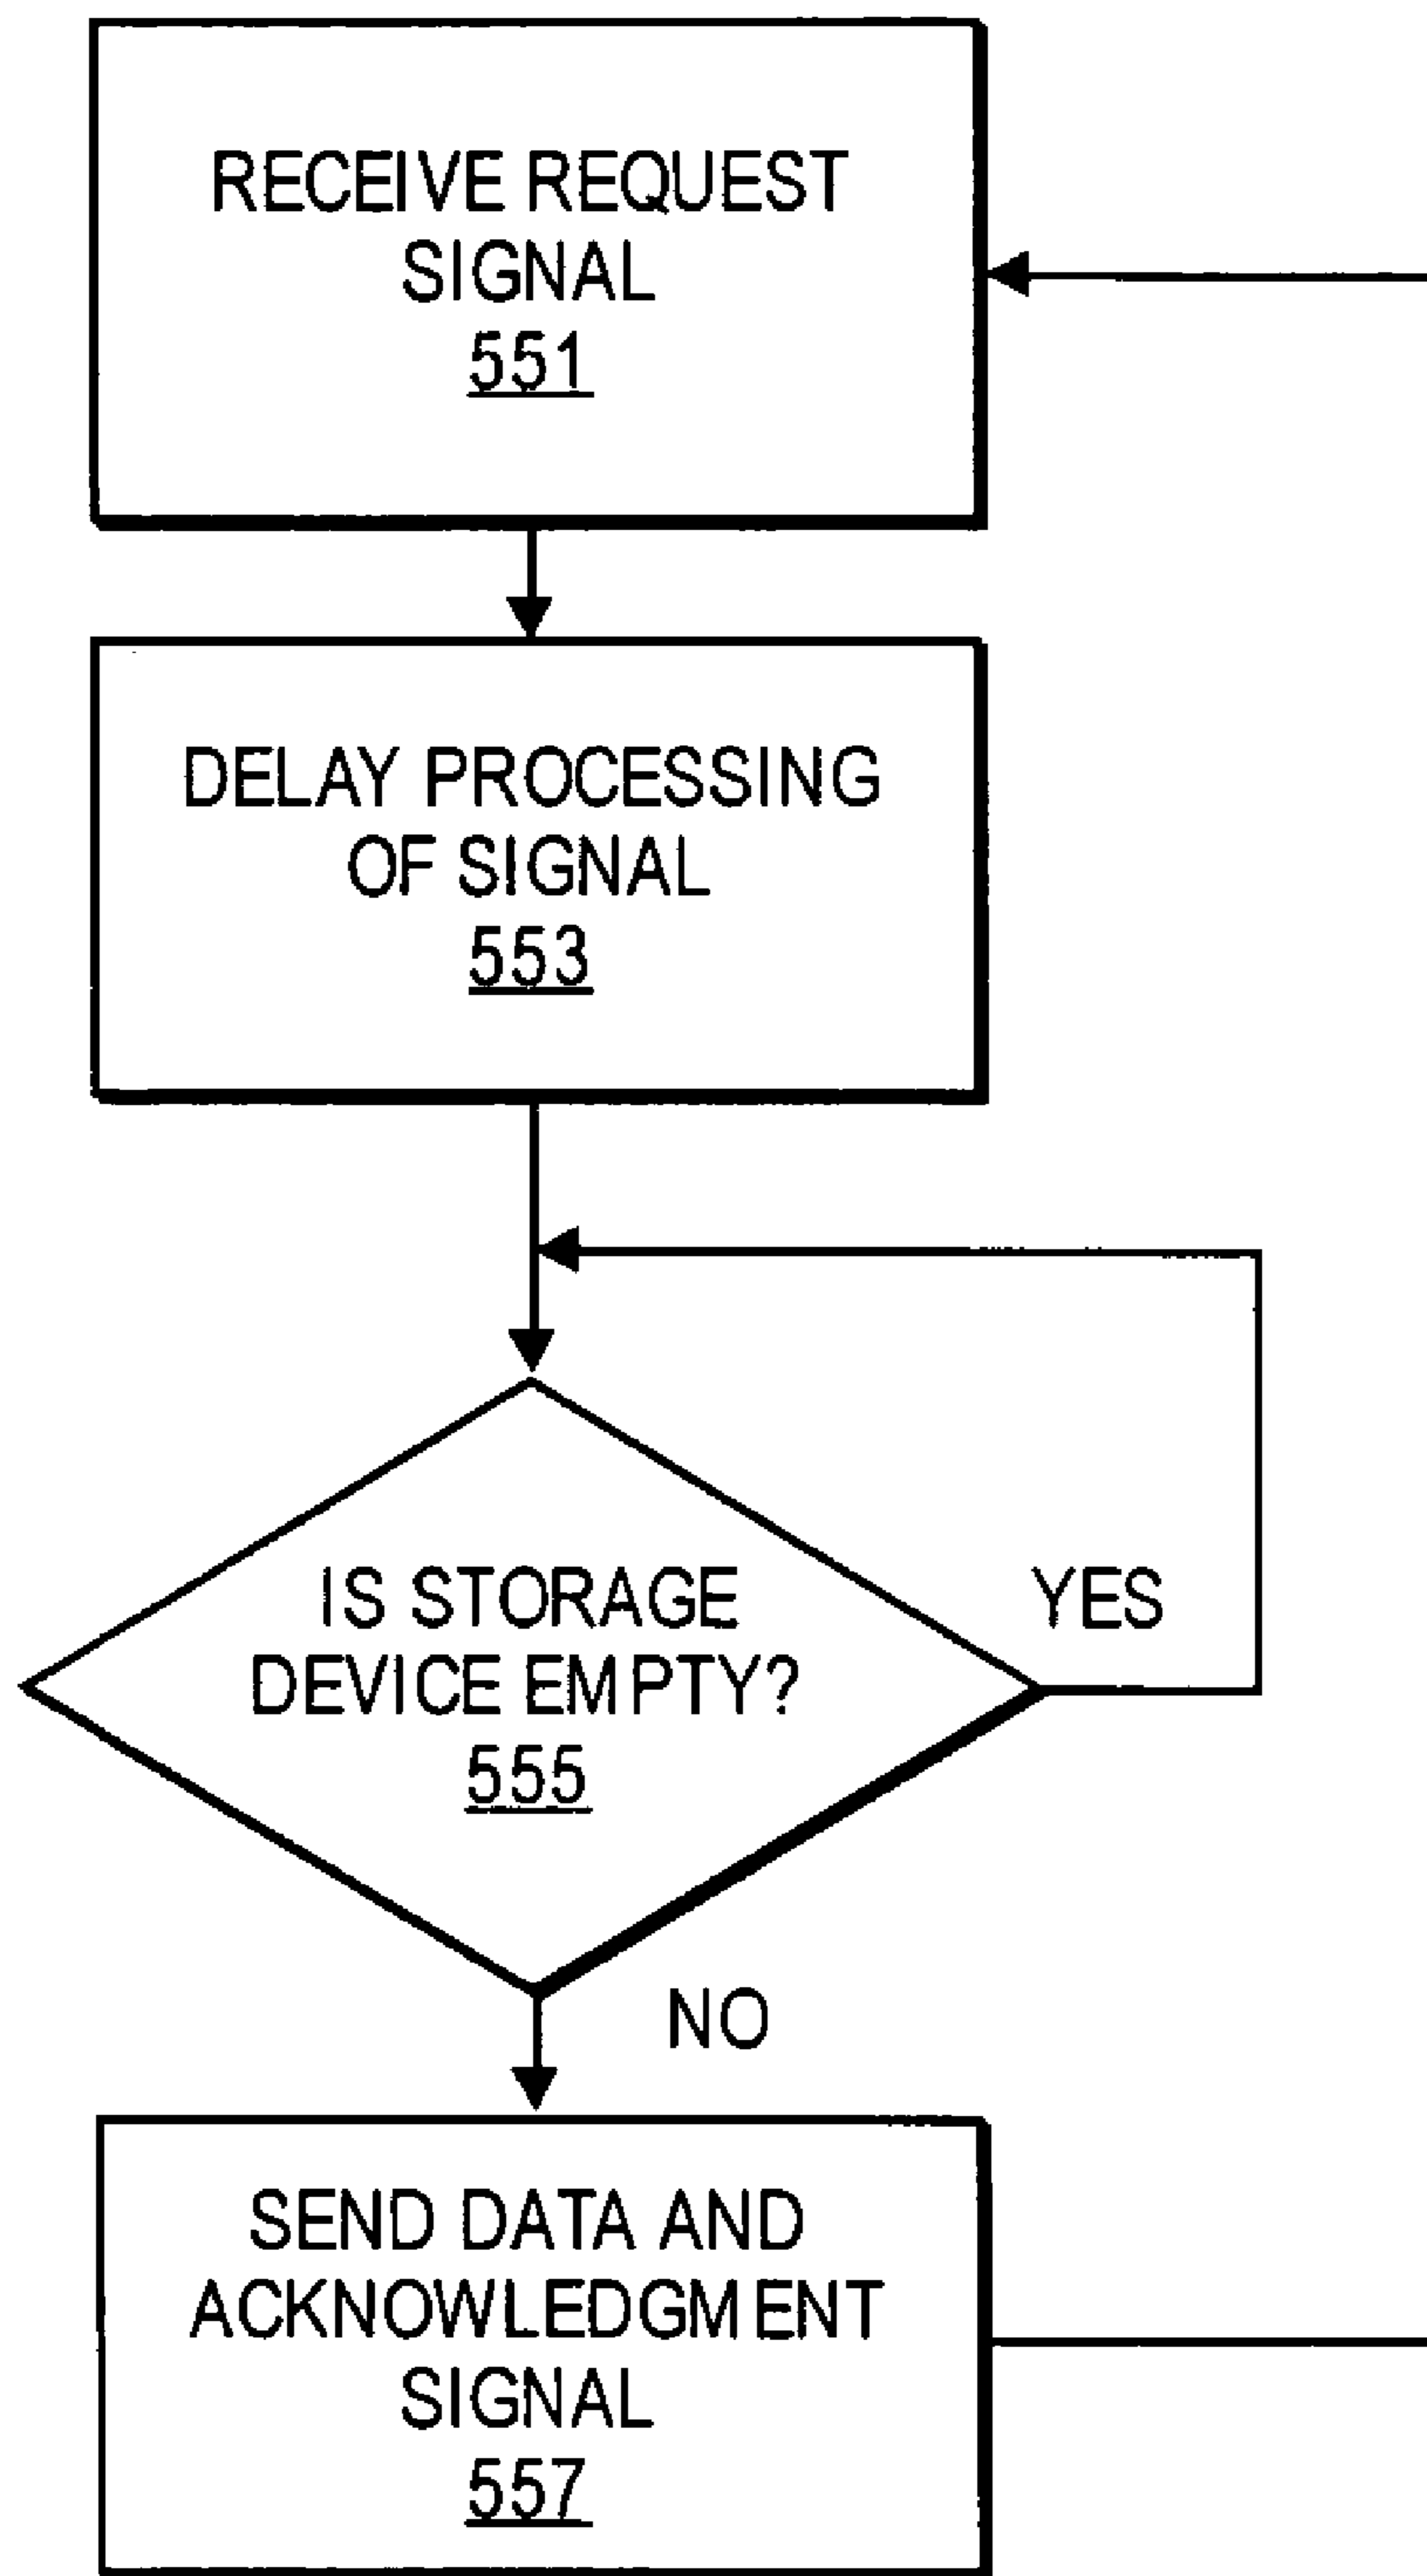 RECEIVE REQUEST
SIGNAL
551
DELAY PROCESSING
OF SIGNAL
553
IS STORAGE
DEVICE EMPTY?
555
YES
NO
SEND DATA AND
ACKNOWLEDGMENT
SIGNAL
557